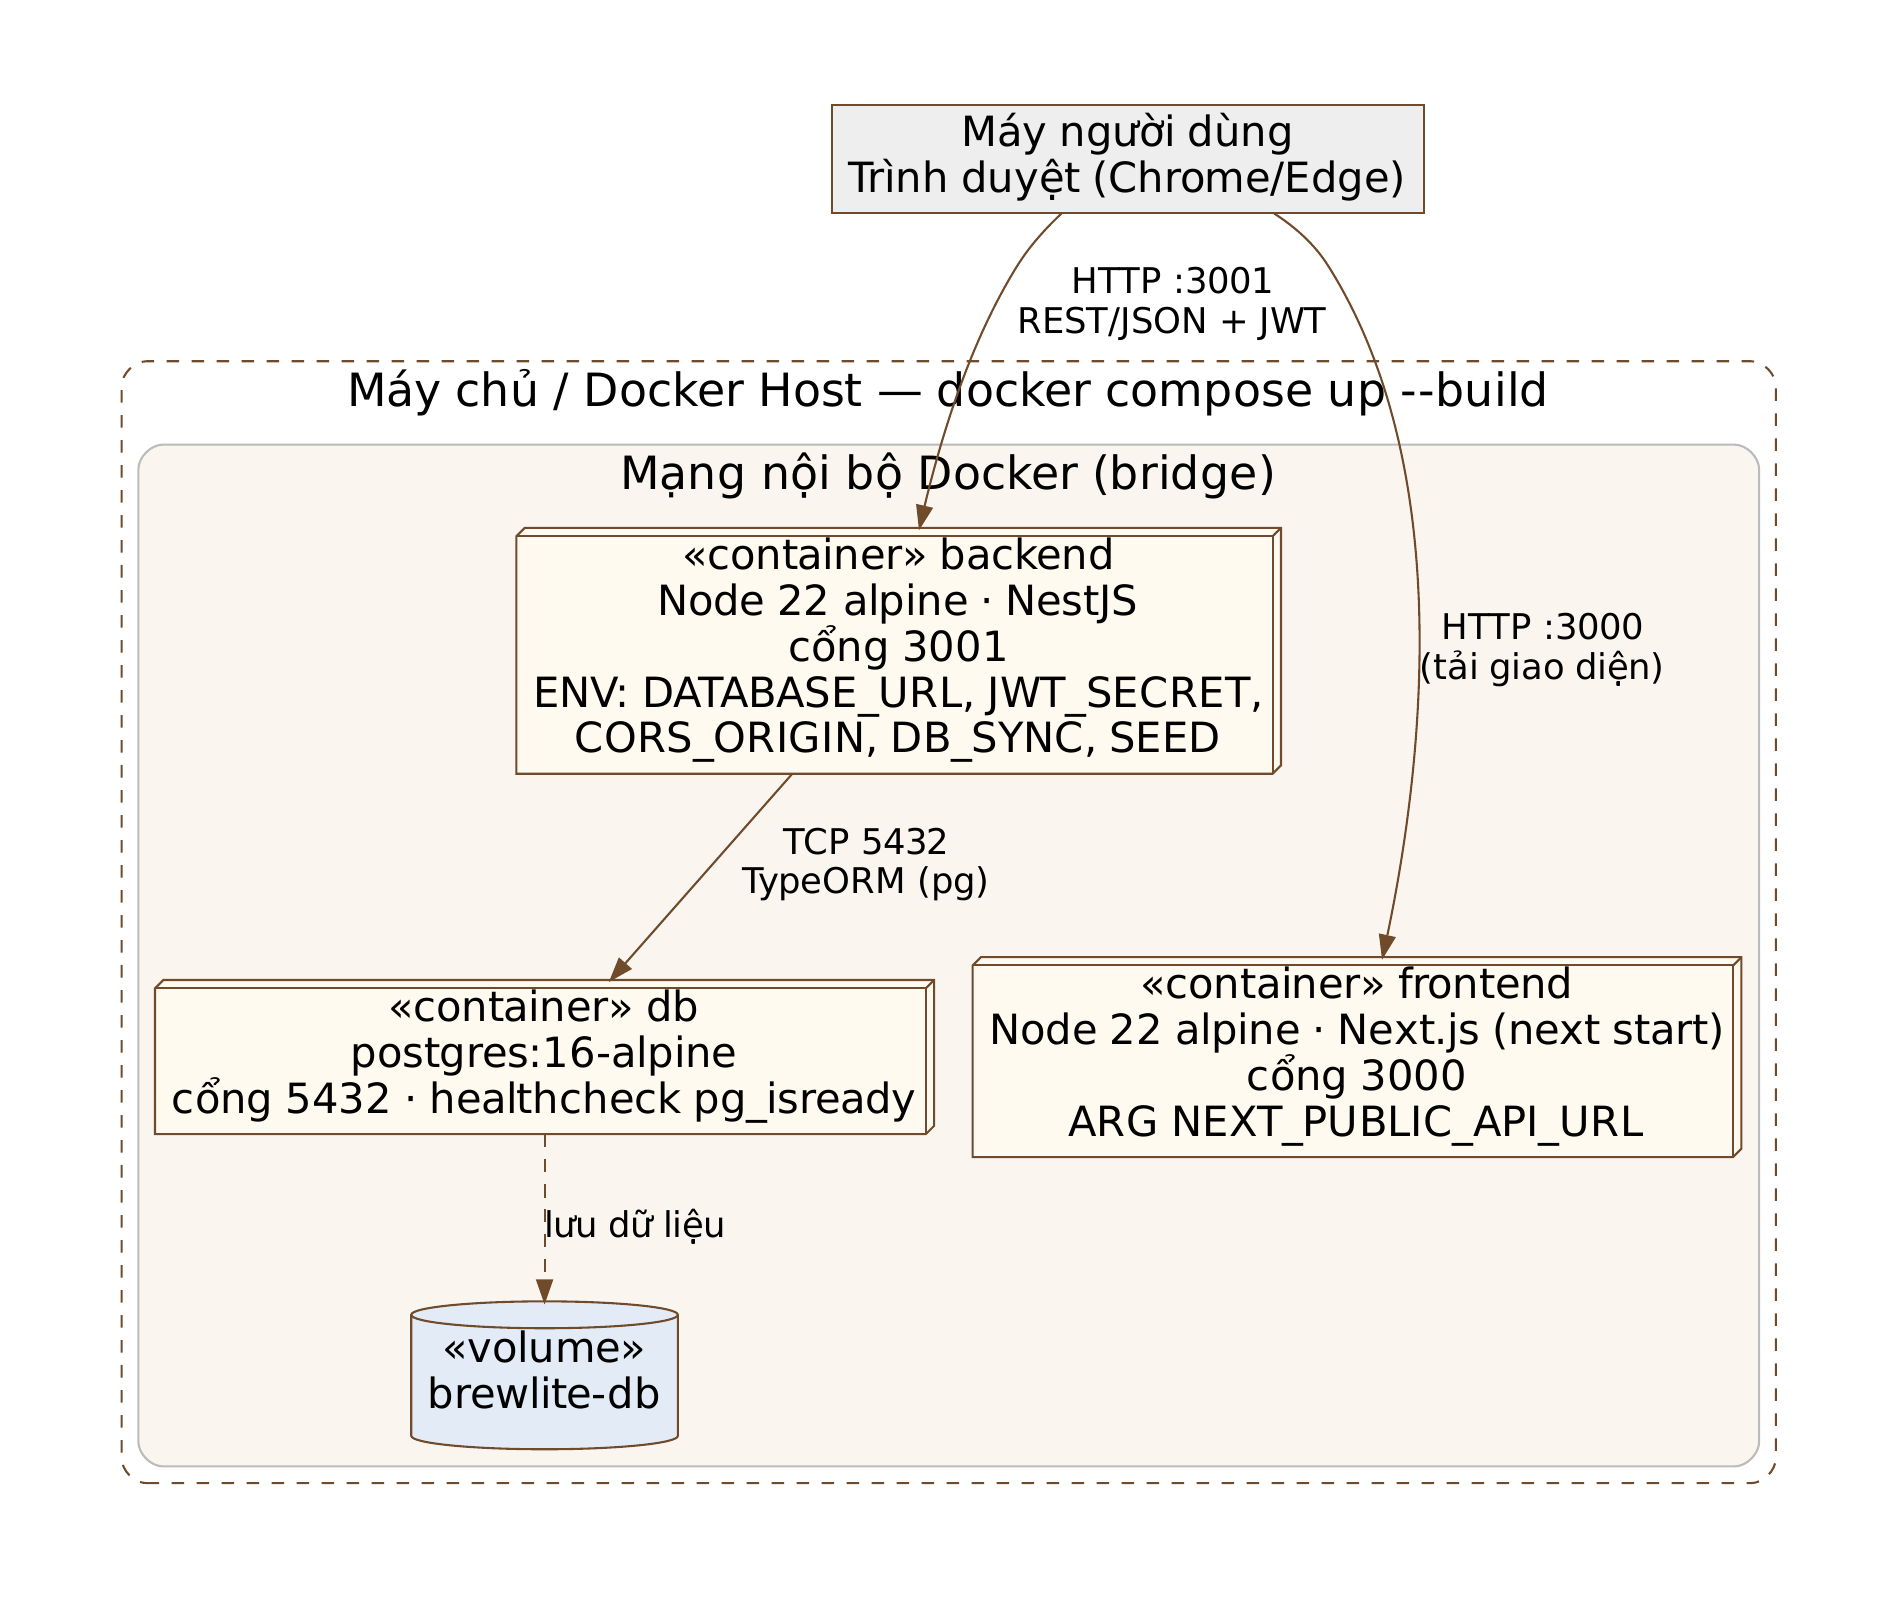 Máy người dùng
Trình duyệt (Chrome/Edge)
HTTP :3001
REST/JSON + JWT
Máy chủ / Docker Host — docker compose up --build
Mạng nội bộ Docker (bridge)
«container» backend
Node 22 alpine · NestJS
cổng 3001
ENV: DATABASE_URL, JWT_SECRET,
CORS_ORIGIN, DB_SYNC, SEED
HTTP :3000
(tải giao diện)
TCP 5432
TypeORM (pg)
«container» db
postgres:16-alpine
cổng 5432 · healthcheck pg_isready
«container» frontend
Node 22 alpine · Next.js (next start)
cổng 3000
ARG NEXT_PUBLIC_API_URL
lưu dữ liệu
«volume»
brewlite-db